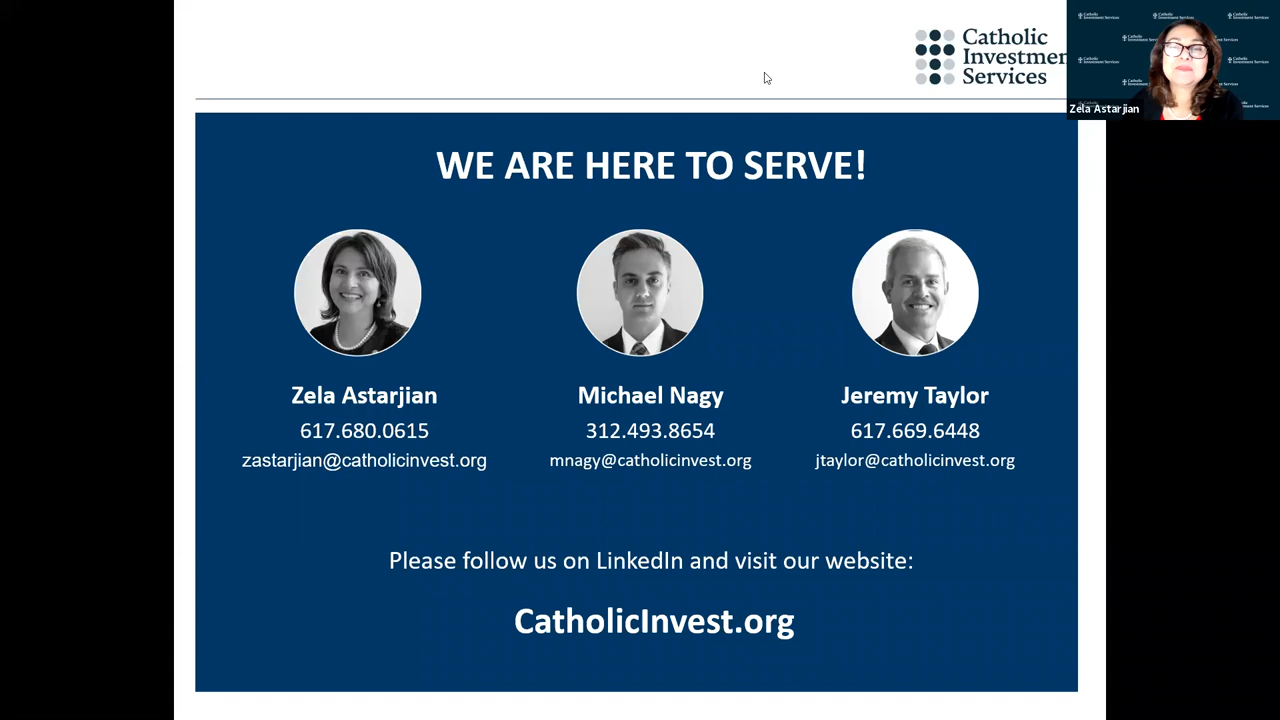 Catholic
Investmen
Services
Zela Astarjian
WE ARE HERE TO SERVE!
Zela Astarjian
617.680.0615
zastarjian@catholicinvest.org
Michael Nagy
312.493.8654
mnagy@catholicinvest.org
Jeremy Taylor
617.669.6448
jtaylor@catholicinvest.org
Please follow us on LinkedIn and visit our website:
CatholicInvest.org